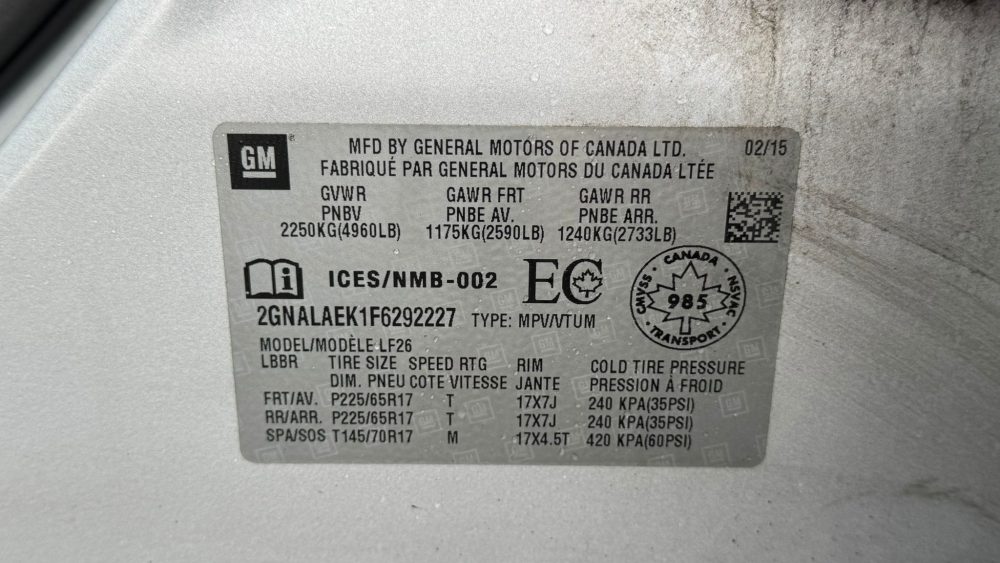 GM
MFD BY GENERAL MOTORS OF CANADA LTD. 02/15
FABRIQUÉ PAR GENERAL MOTORS DU CANADA LTÉE
GVWR GAWR FRT GAWR RR
PNBV PNBE AV. PNBE ARR.
2250KG(4960LB) 1175KG(2590LB) 1240KG(2733LB)
i ICES/NMB-002 EC
CANADA
CMVSS 985 NSVAC
TRANSPORT
2GNALAEK1F6292227 TYPE: MPV/VTUM
MODEL/MODÈLE LF26
LBBR TIRE SIZE SPEED RTG RIM COLD TIRE PRESSURE
DIM. PNEU COTE VITESSE JANTE PRESSION À FROID
FRT/AV. P225/65R17 T 17X7J 240 KPA(35PSI)
RR/ARR. P225/65R17 T 17X7J 240 KPA(35PSI)
SPA/SOS T145/70R17 M 17X4.5T 420 KPA(60PSI)